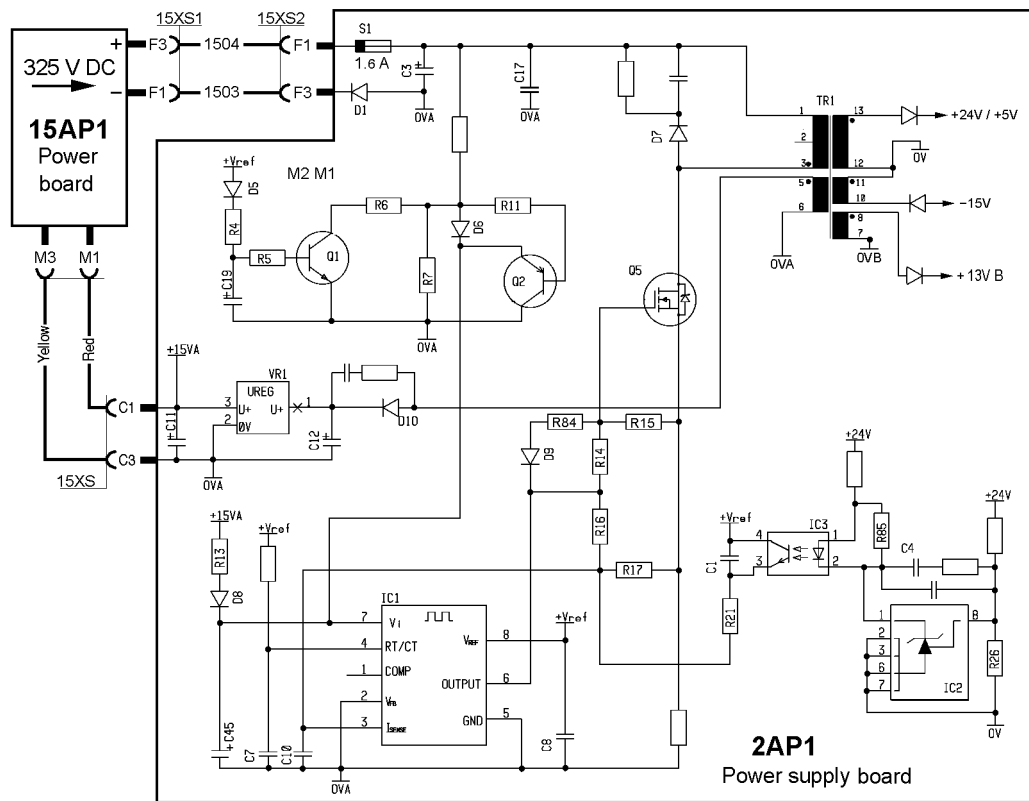 15XS1
15XS2
+
F3
1504
F1
S1
1.6 A
325 V DC
−
F1
1503
F3
D1
C3
+
0VA
C17
0VA
15AP1
Power
board
D7
TR1
1
2
3
5
6
13
12
11
10
8
7
+24V / +5V
0V
−15V
0VB
+13V B
0VA
+Vref
D5
R4
M2 M1
R6
R11
R5
Q1
R7
D6
Q2
C19
+
0VA
Q5
M3
M1
Yellow
Red
+15VA
VR1
C1
3
UREG
U+
U+
1
2
0V
C11
+
C12
+
D10
C3
15XS
0VA
R84
R15
D9
R14
R16
R17
+24V
+24V
+Vref
IC3
4
3
1
2
R85
C4
C1
R21
1
2
3
6
7
8
IC2
R26
0V
+15VA
R13
D8
+Vref
IC1
7
Vi
4
RT/CT
1
COMP
2
VFB
3
ISENSE
VREF
8
OUTPUT
6
GND
5
+Vref
C8
+C45
C7
C10
0VA
2AP1
Power supply board